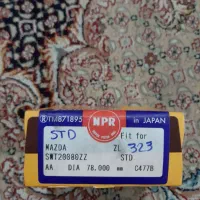 ®TM871895 NPR in JAPAN
STD Fit for
MAZDA ZL 323
SWT20080ZZ STD
AA DIA 78.000 mm C477B